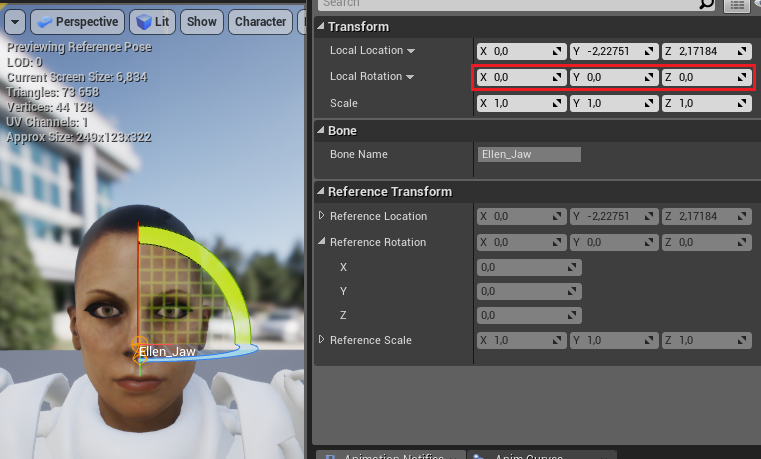 Search
Perspective Lit Show Character
Previewing Reference Pose
LOD: 0
Current Screen Size: 6,834
Triangles: 73 658
Vertices: 44 128
UV Channels: 1
Approx Size: 249x123x322
Ellen_Jaw
Transform
Local Location X 0,0 Y -2,22751 Z 2,17184
Local Rotation X 0,0 Y 0,0 Z 0,0
Scale X 1,0 Y 1,0 Z 1,0
Bone
Bone Name Ellen_Jaw
Reference Transform
Reference Location X 0,0 Y -2,22751 Z 2,17184
Reference Rotation X 0,0 Y 0,0 Z 0,0
X 0,0
Y 0,0
Z 0,0
Reference Scale X 1,0 Y 1,0 Z 1,0
Animation Notifies Anim Curves